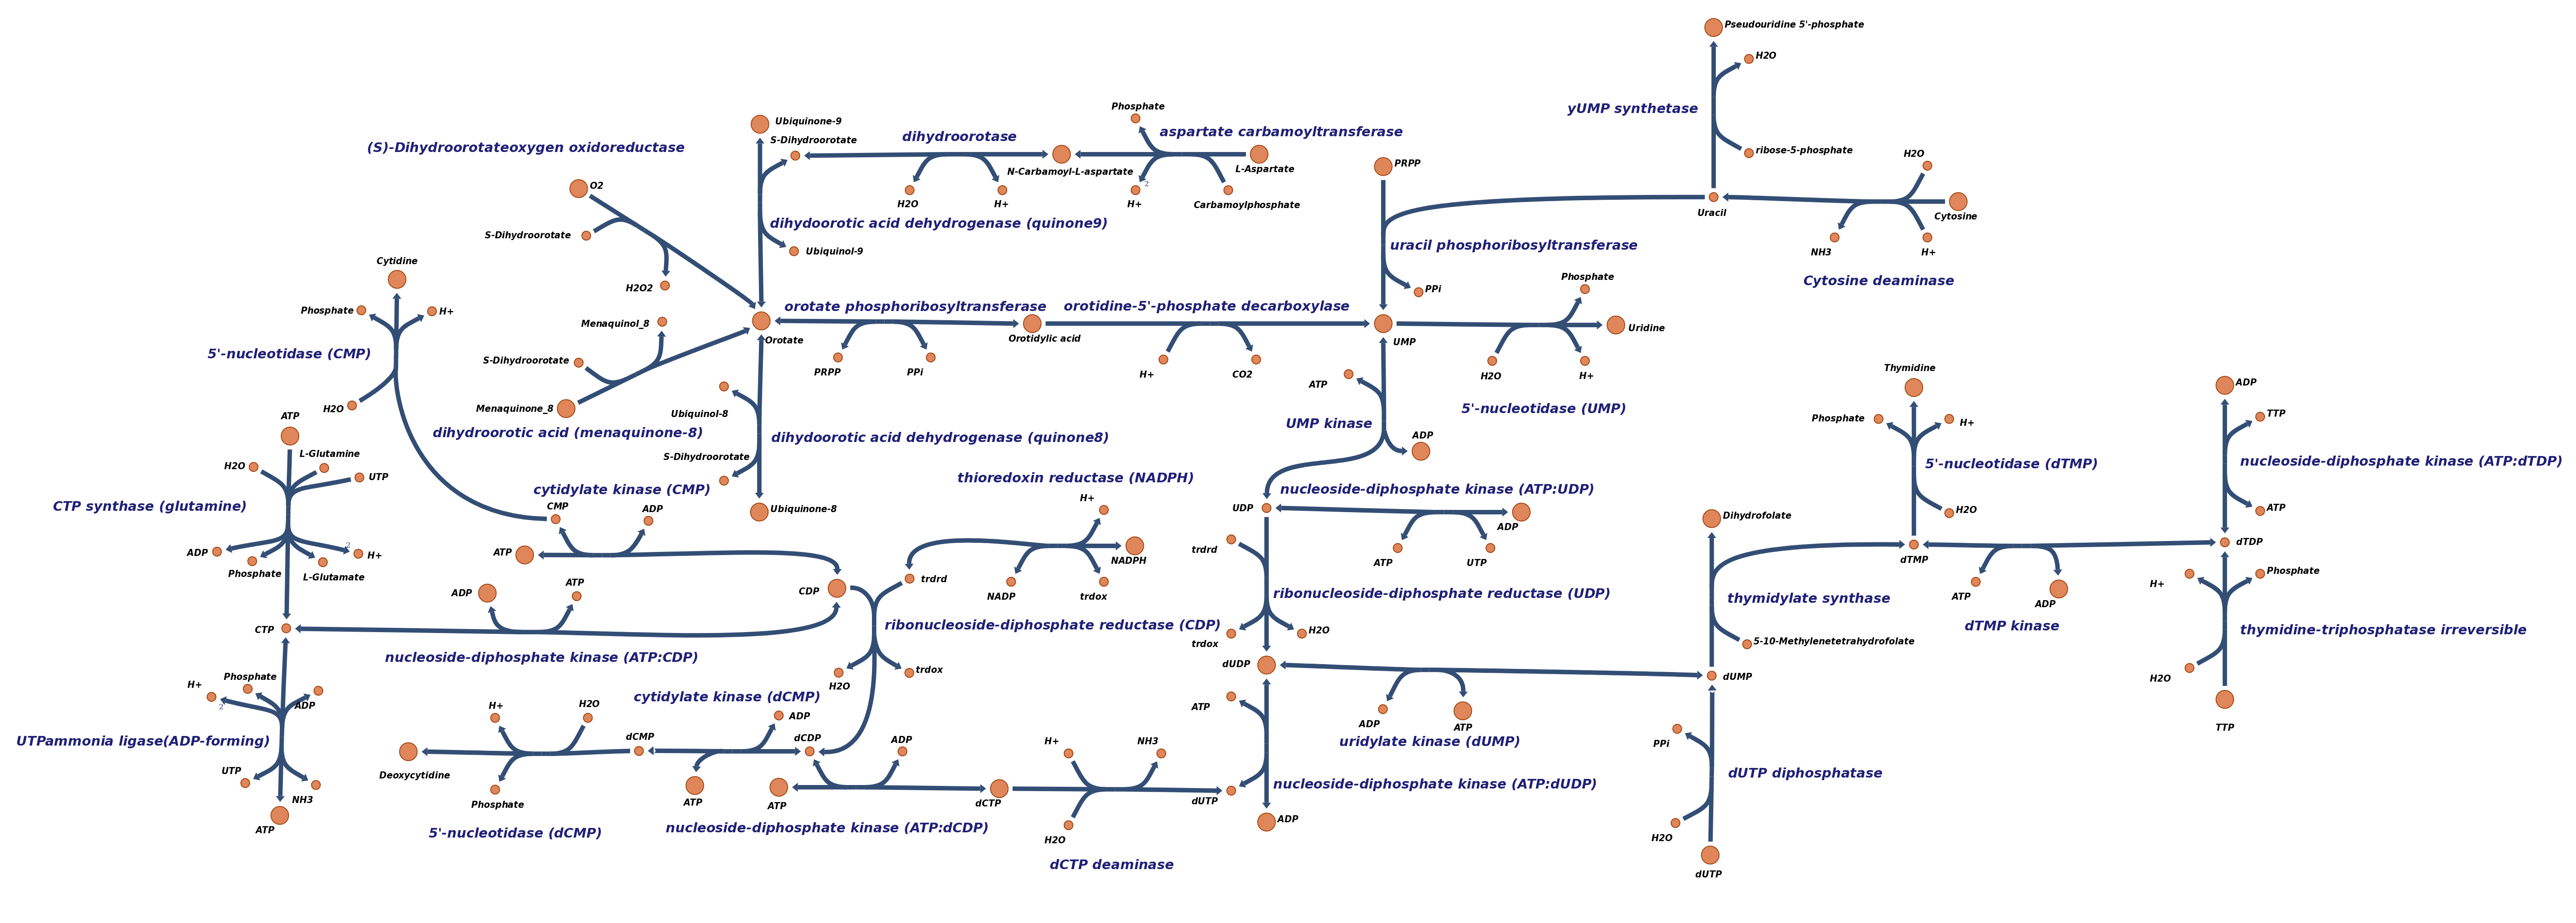 Pseudouridine 5'-phosphate
H2O
yUMP synthetase
ribose-5-phosphate
Uracil
H2O
Cytosine
NH3
H+
Cytosine deaminase
Ubiquinone-9
S-Dihydroorotate
dihydroorotase
Phosphate
aspartate carbamoyltransferase
(S)-Dihydroorotateoxygen oxidoreductase
O2
N-Carbamoyl-L-aspartate
L-Aspartate
H2O
H+
H+
2
Carbamoylphosphate
PRPP
S-Dihydroorotate
dihydoorotic acid dehydrogenase (quinone9)
Ubiquinol-9
uracil phosphoribosyltransferase
PPi
H2O2
Cytidine
Phosphate
H+
5'-nucleotidase (CMP)
H2O
Menaquinol_8
S-Dihydroorotate
Menaquinone_8
dihydroorotic acid (menaquinone-8)
Orotate
orotate phosphoribosyltransferase
PRPP
PPi
Orotidylic acid
orotidine-5'-phosphate decarboxylase
H+
CO2
UMP
Phosphate
Uridine
H2O
H+
5'-nucleotidase (UMP)
ATP
UMP kinase
ADP
Ubiquinol-8
dihydoorotic acid dehydrogenase (quinone8)
S-Dihydroorotate
Ubiquinone-8
ATP
L-Glutamine
H2O
UTP
CTP synthase (glutamine)
ADP
Phosphate
L-Glutamate
2
H+
CTP
cytidylate kinase (CMP)
CMP
ADP
ATP
ADP
ATP
CDP
nucleoside-diphosphate kinase (ATP:CDP)
thioredoxin reductase (NADPH)
H+
NADPH
trdrd
NADP
trdox
ribonucleoside-diphosphate reductase (CDP)
H2O
trdox
UDP
nucleoside-diphosphate kinase (ATP:UDP)
ADP
ATP
UTP
trdrd
ribonucleoside-diphosphate reductase (UDP)
H2O
trdox
dUDP
H+
Phosphate
2
ADP
UTPammonia ligase(ADP-forming)
UTP
NH3
ATP
cytidylate kinase (dCMP)
H+
H2O
dCMP
ADP
dCDP
Deoxycytidine
Phosphate
5'-nucleotidase (dCMP)
ATP
ATP
ADP
dCTP
nucleoside-diphosphate kinase (ATP:dCDP)
H+
NH3
H2O
dCTP deaminase
dUTP
ATP
nucleoside-diphosphate kinase (ATP:dUDP)
ADP
ADP
ATP
uridylate kinase (dUMP)
Dihydrofolate
thymidylate synthase
5-10-Methylenetetrahydrofolate
dUMP
PPi
dUTP diphosphatase
H2O
dUTP
Thymidine
Phosphate
H+
5'-nucleotidase (dTMP)
H2O
dTMP
ATP
ADP
dTMP kinase
ADP
TTP
nucleoside-diphosphate kinase (ATP:dTDP)
ATP
dTDP
H+
Phosphate
thymidine-triphosphatase irreversible
H2O
TTP